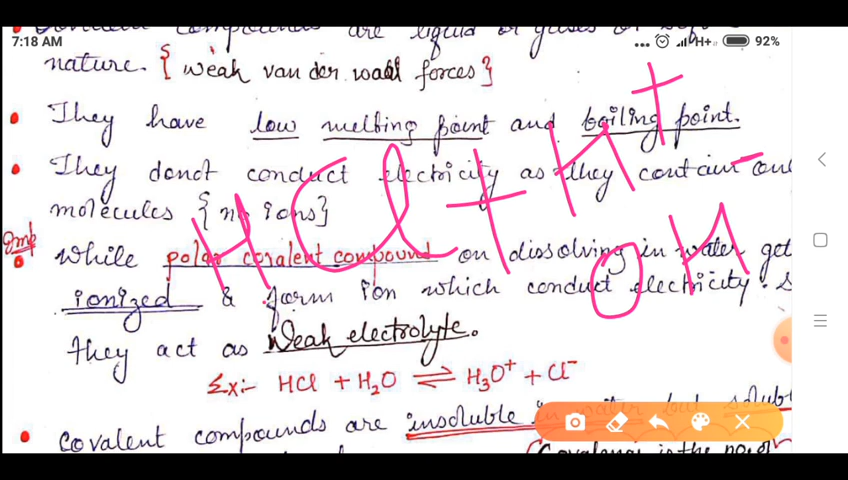 7:18 AM
... H+ 92%
nature. { weak van der waal forces }
• They have low melting point and boiling point.
• They donot conduct electricity as they contain
molecules { no ions }
Imp
• while polar covalent compound on dissolving in water get
ionized & form ion which conduct electricity.
they act as Weak electrolyte.
Ex:- HCl + H2O ⇌ H3O+ + Cl-
• covalent compounds are insoluble in
HCl + H+
-
OH